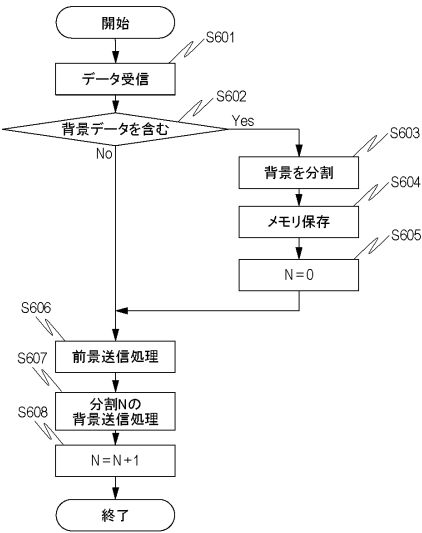 開始
S601
データ受信
S602
背景データを含む
Yes
No
S603
背景を分割
S604
メモリ保存
S605
N=0
S606
前景送信処理
S607
分割Nの
背景送信処理
S608
N=N+1
終了